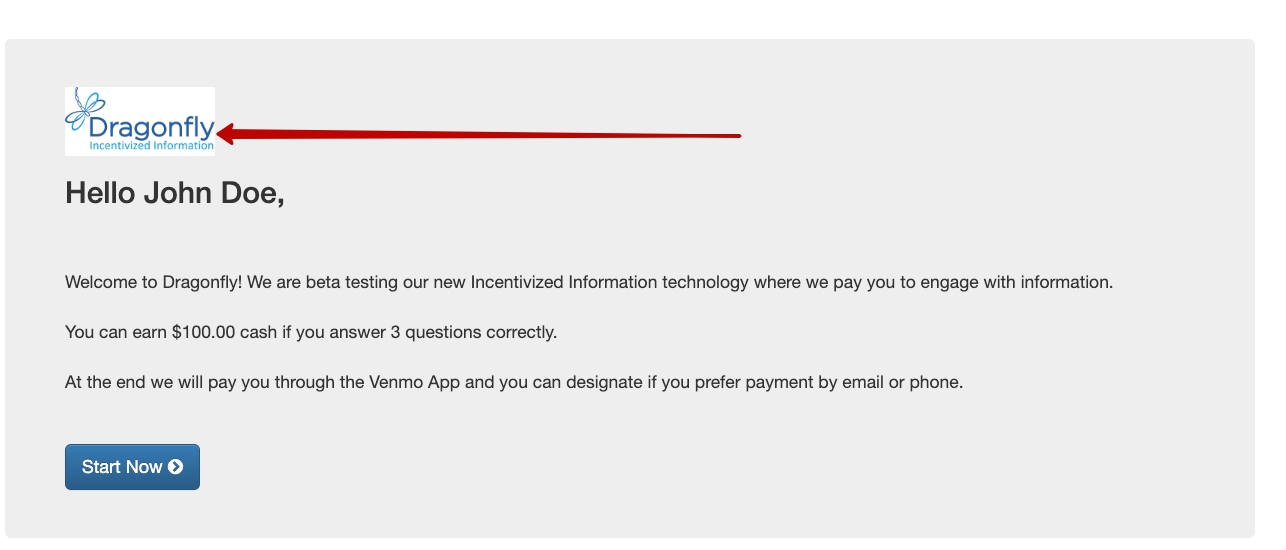 Dragonfly
Incentivized Information
Hello John Doe,
Welcome to Dragonfly! We are beta testing our new Incentivized Information technology where we pay you to engage with information.
You can earn $100.00 cash if you answer 3 questions correctly.
At the end we will pay you through the Venmo App and you can designate if you prefer payment by email or phone.
Start Now